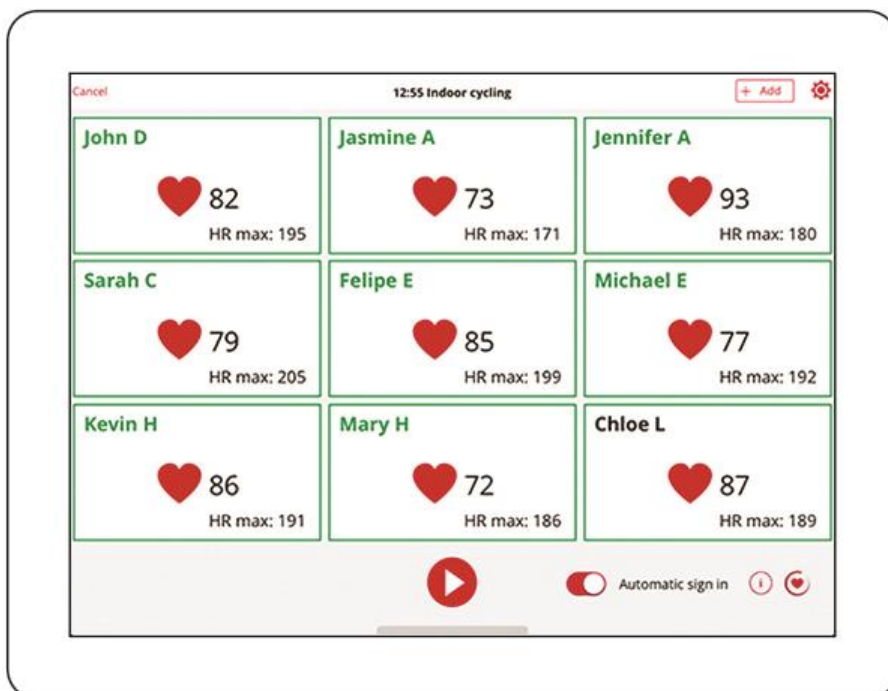 Cancel
12:55 Indoor cycling
+ Add
John D
82
HR max: 195
Jasmine A
73
HR max: 171
Jennifer A
93
HR max: 180
Sarah C
79
HR max: 205
Felipe E
85
HR max: 199
Michael E
77
HR max: 192
Kevin H
86
HR max: 191
Mary H
72
HR max: 186
Chloe L
87
HR max: 189
Automatic sign in
i